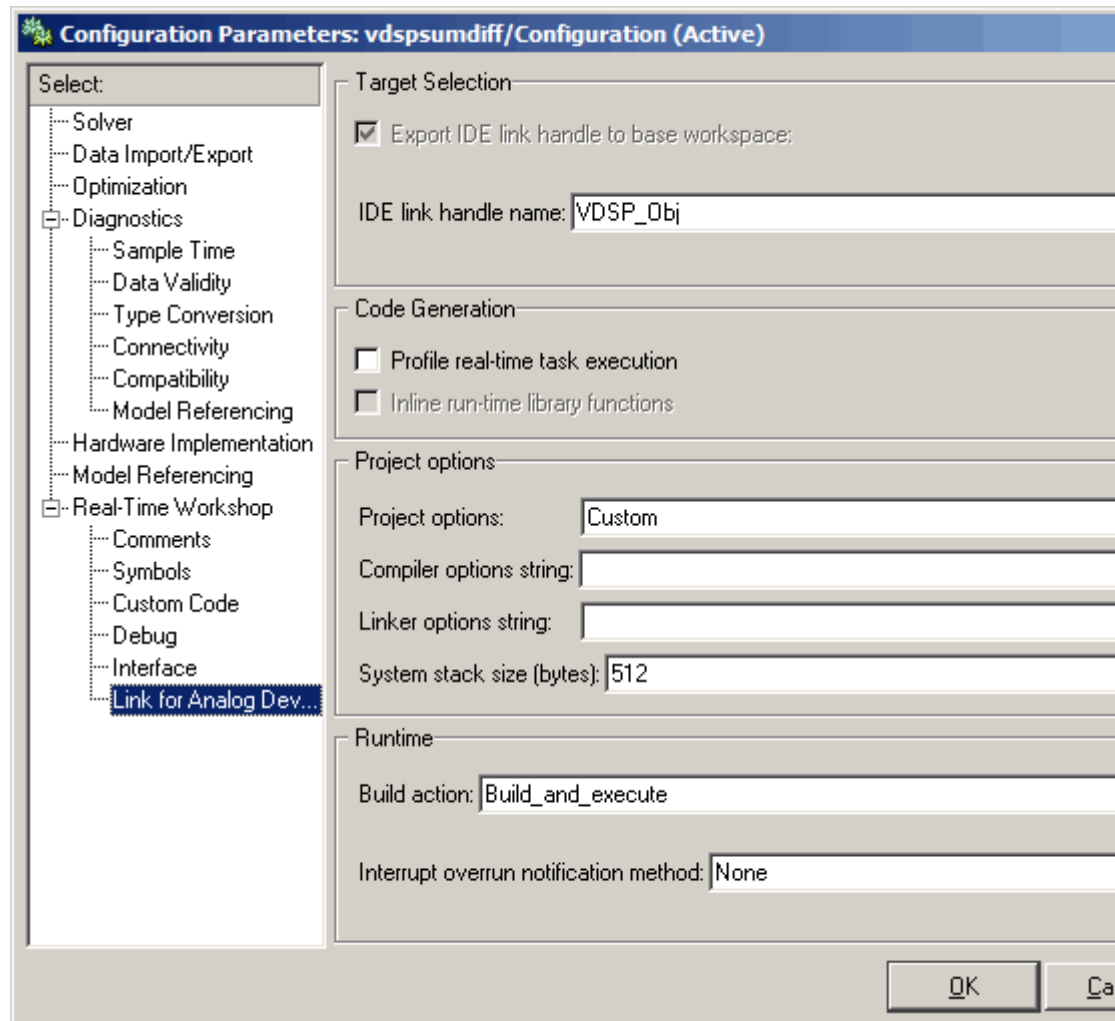 Configuration Parameters: vdspsumdiff/Configuration (Active)
Select:
Solver
Data Import/Export
Optimization
Diagnostics
Sample Time
Data Validity
Type Conversion
Connectivity
Compatibility
Model Referencing
Hardware Implementation
Model Referencing
Real-Time Workshop
Comments
Symbols
Custom Code
Debug
Interface
Link for Analog Dev...
Target Selection
Export IDE link handle to base workspace:
IDE link handle name: VDSP_Obj
Code Generation
Profile real-time task execution
Inline run-time library functions
Project options
Project options: Custom
Compiler options string:
Linker options string:
System stack size (bytes): 512
Runtime
Build action: Build_and_execute
Interrupt overrun notification method: None
OK
Ca